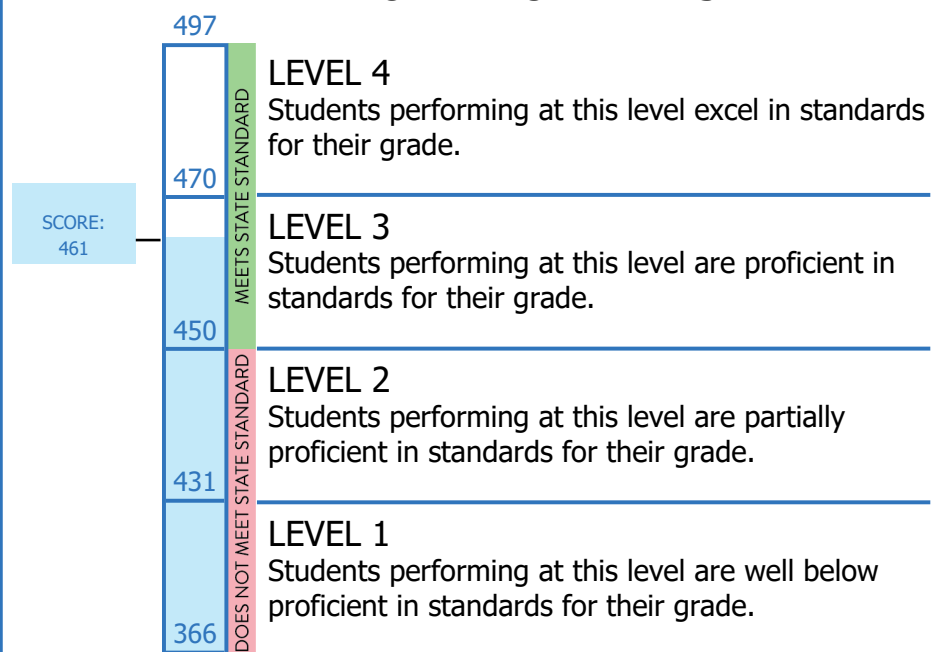 497
LEVEL 4
Students performing at this level excel in standards
for their grade.
MEETS STATE STANDARD
470
SCORE:
461
LEVEL 3
Students performing at this level are proficient in
standards for their grade.
450
LEVEL 2
Students performing at this level are partially
proficient in standards for their grade.
DOES NOT MEET STATE STANDARD
431
LEVEL 1
Students performing at this level are well below
proficient in standards for their grade.
366